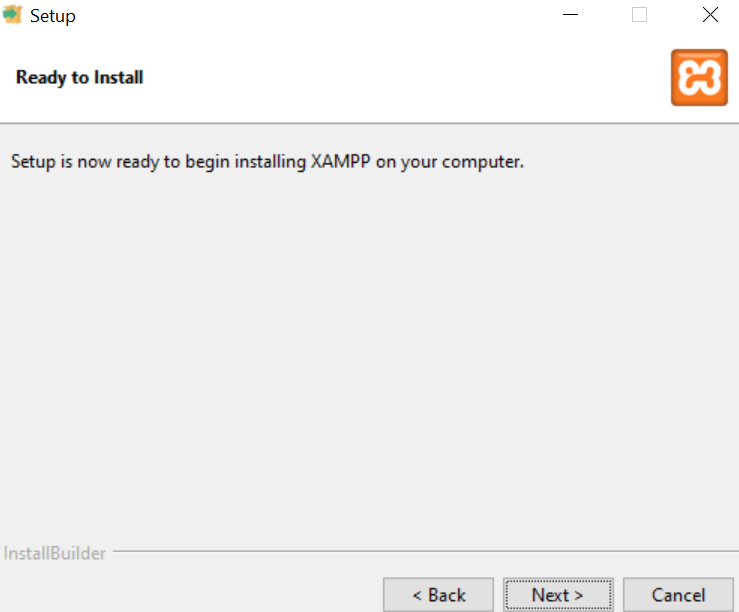 Setup
Ready to Install
Setup is now ready to begin installing XAMPP on your computer.
InstallBuilder
< Back
Next >
Cancel